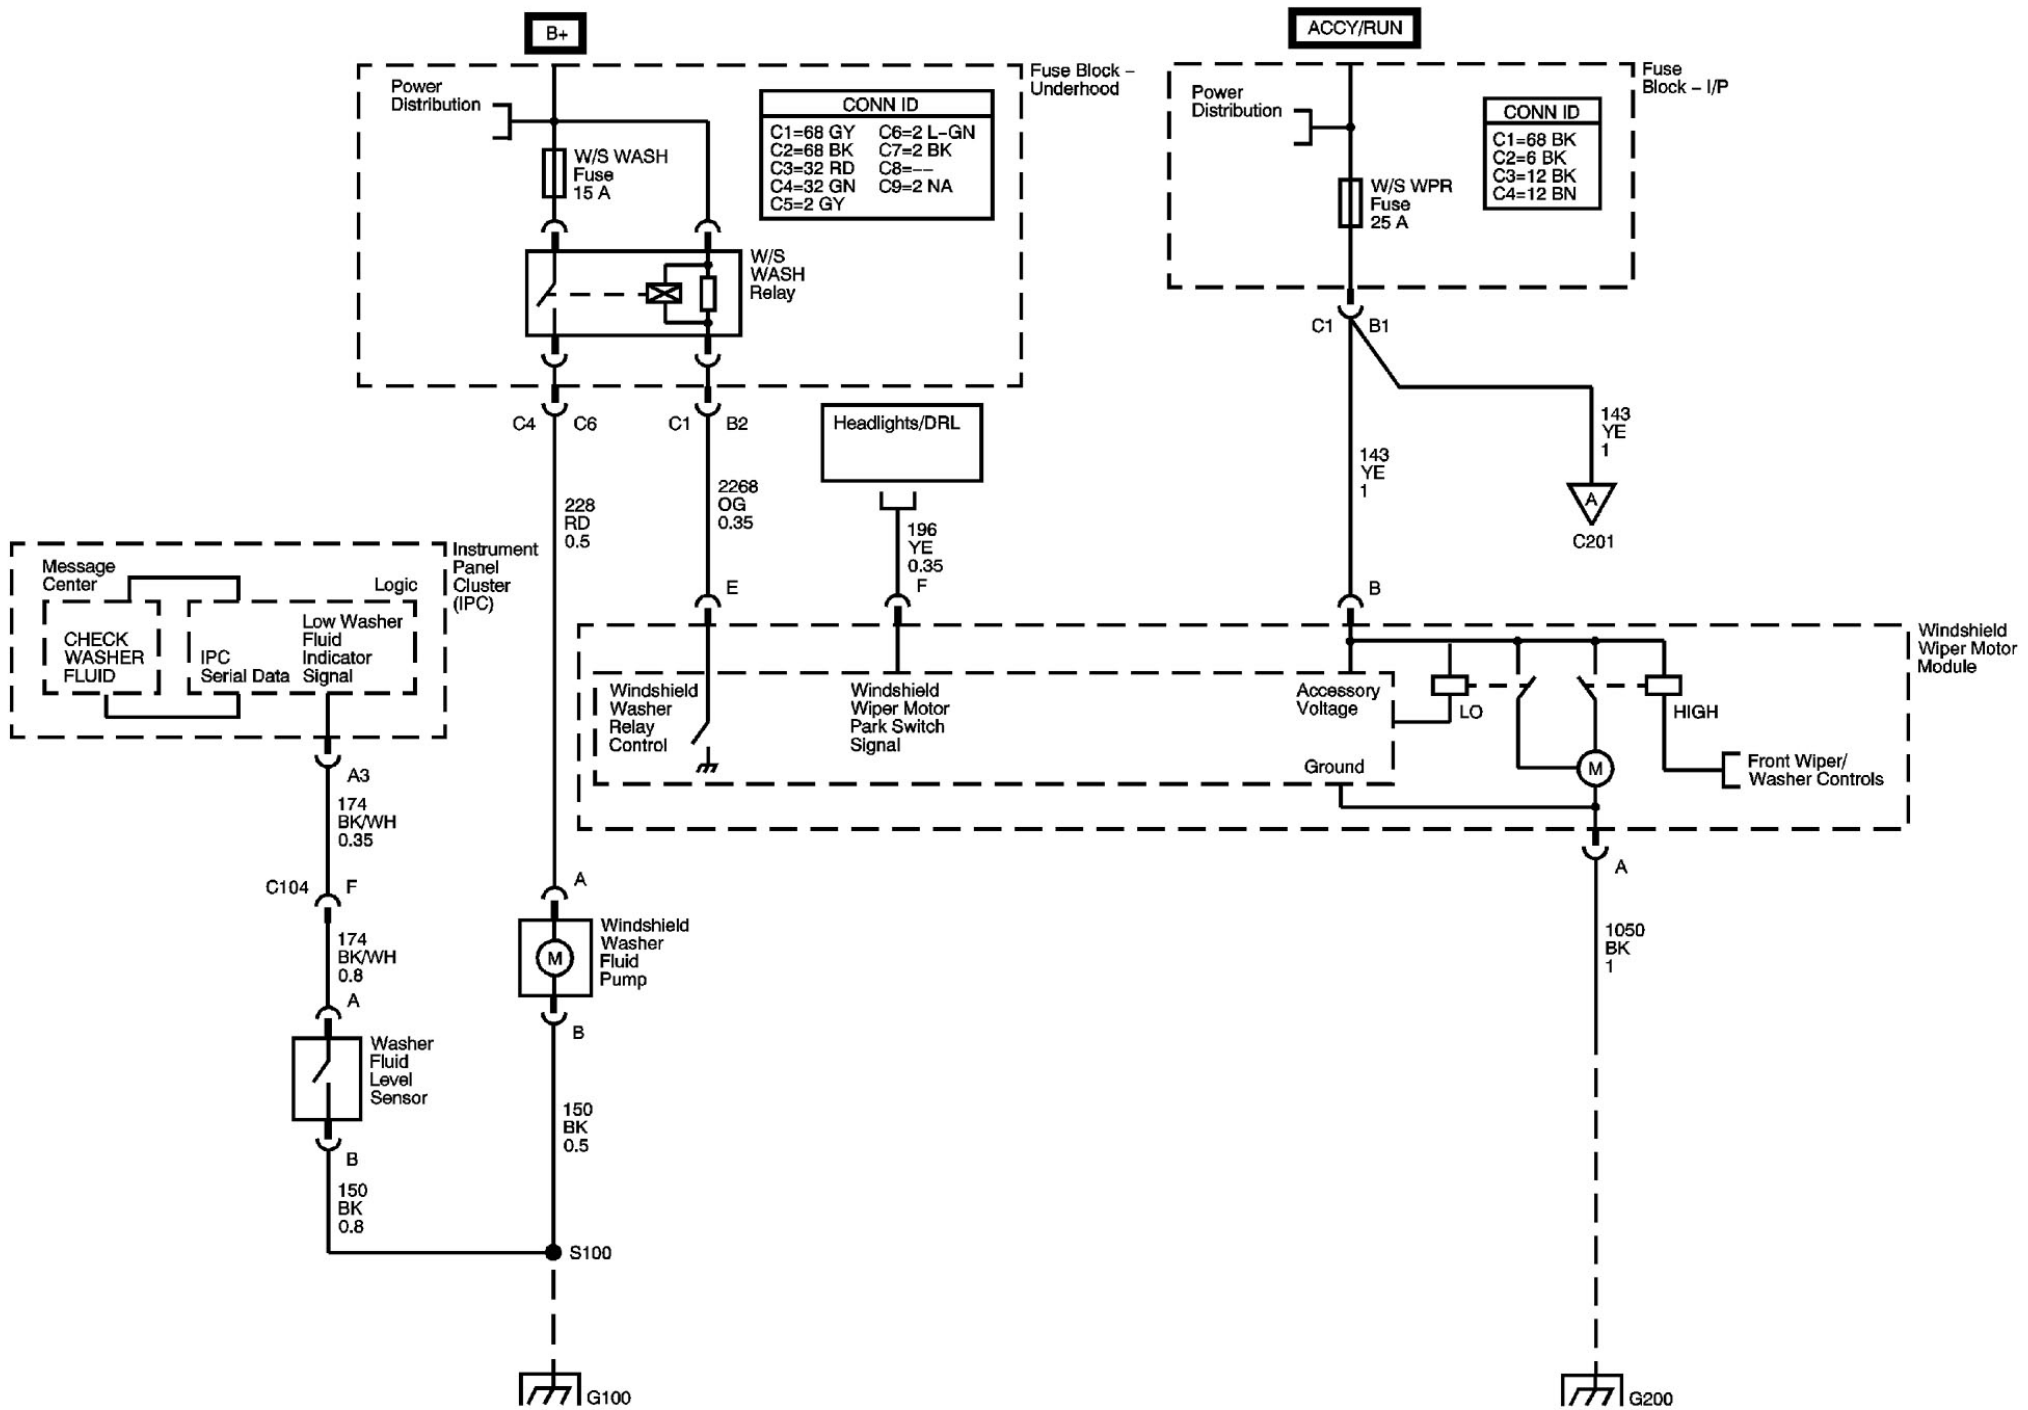 B+
ACCY/RUN
Power
Distribution
W/S WASH
Fuse
15 A
CONN ID
C1=68 GY C6=2 L-GN
C2=68 BK C7=2 BK
C3=32 RD C8=--
C4=32 GN C9=2 NA
C5=2 GY
Fuse Block –
Underhood
W/S
WASH
Relay
Power
Distribution
W/S WPR
Fuse
25 A
CONN ID
C1=68 BK
C2=6 BK
C3=12 BK
C4=12 BN
Fuse
Block – I/P
C1 B1
C4 C6
C1 B2
Headlights/DRL
143
YE
1
143
YE
1
A
C201
228
RD
0.5
2268
OG
0.35
196
YE
0.35
E
F
B
Instrument
Panel
Cluster
(IPC)
Message
Center
Logic
CHECK
WASHER
FLUID
IPC
Serial Data
Low Washer
Fluid
Indicator
Signal
Windshield
Wiper Motor
Module
Windshield
Washer
Relay
Control
Windshield
Wiper Motor
Park Switch
Signal
Accessory
Voltage
Ground
LO
HIGH
M
Front Wiper/
Washer Controls
A3
174
BK/WH
0.35
C104 F
174
BK/WH
0.8
A
Washer
Fluid
Level
Sensor
B
150
BK
0.8
A
M
Windshield
Washer
Fluid
Pump
B
150
BK
0.5
S100
G100
A
1050
BK
1
G200